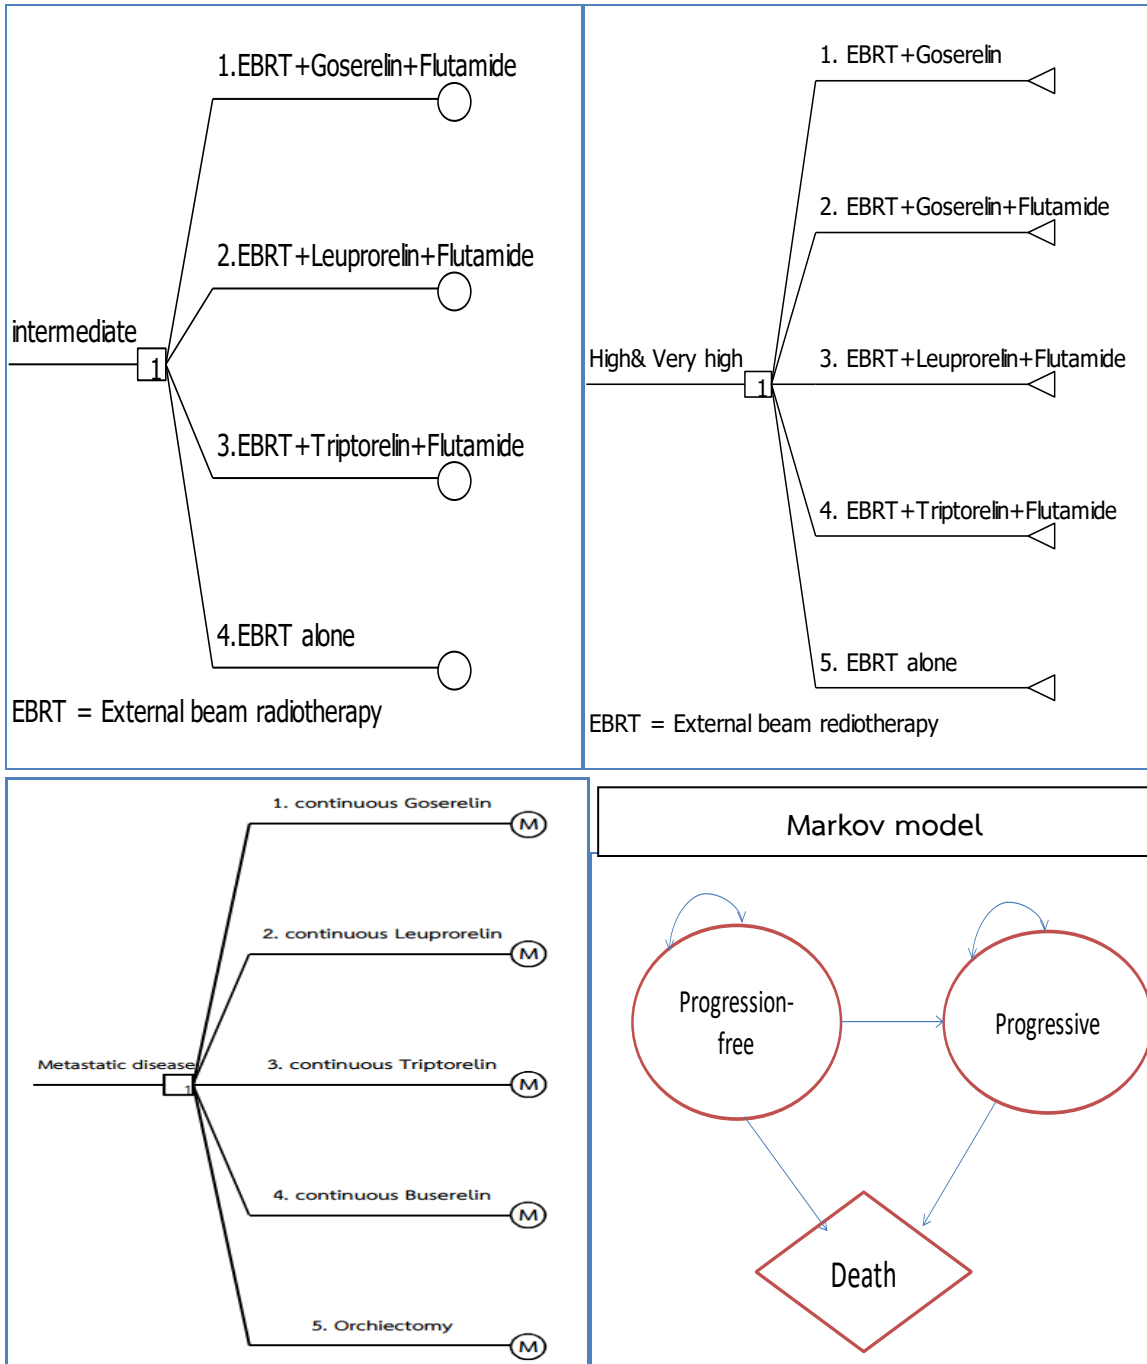 1.EBRT+Goserelin+Flutamide
2.EBRT+Leuprorelin+Flutamide
intermediate
1
3.EBRT+Triptorelin+Flutamide
4.EBRT alone
EBRT = External beam radiotherapy
1. EBRT+Goserelin
2. EBRT+Goserelin+Flutamide
High& Very high
1
3. EBRT+Leuprorelin+Flutamide
4. EBRT+Triptorelin+Flutamide
5. EBRT alone
EBRT = External beam rediotherapy
1. continuous Goserelin
M
2. continuous Leuprorelin
M
Metastatic disease
1
3. continuous Triptorelin
M
4. continuous Buserelin
M
5. Orchiectomy
M
Markov model
Progression-
free
Progressive
Death